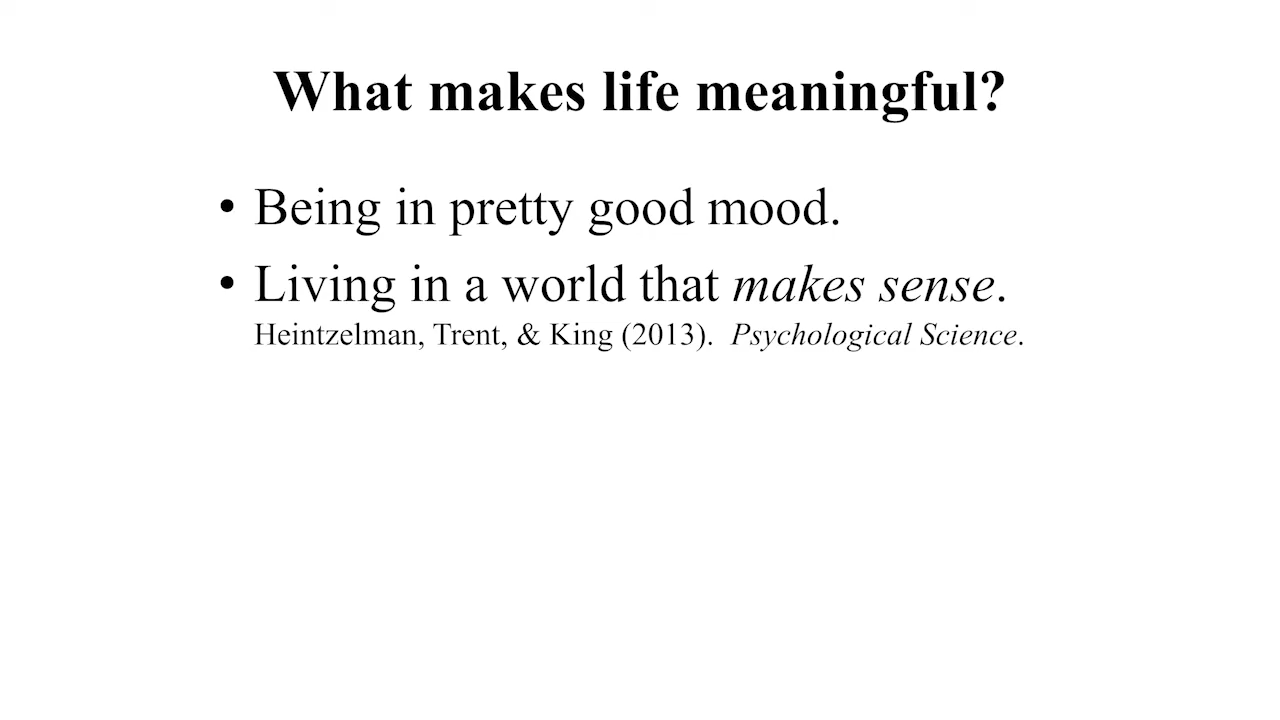 What makes life meaningful?
• Being in pretty good mood.
• Living in a world that makes sense.
Heintzelman, Trent, & King (2013). Psychological Science.